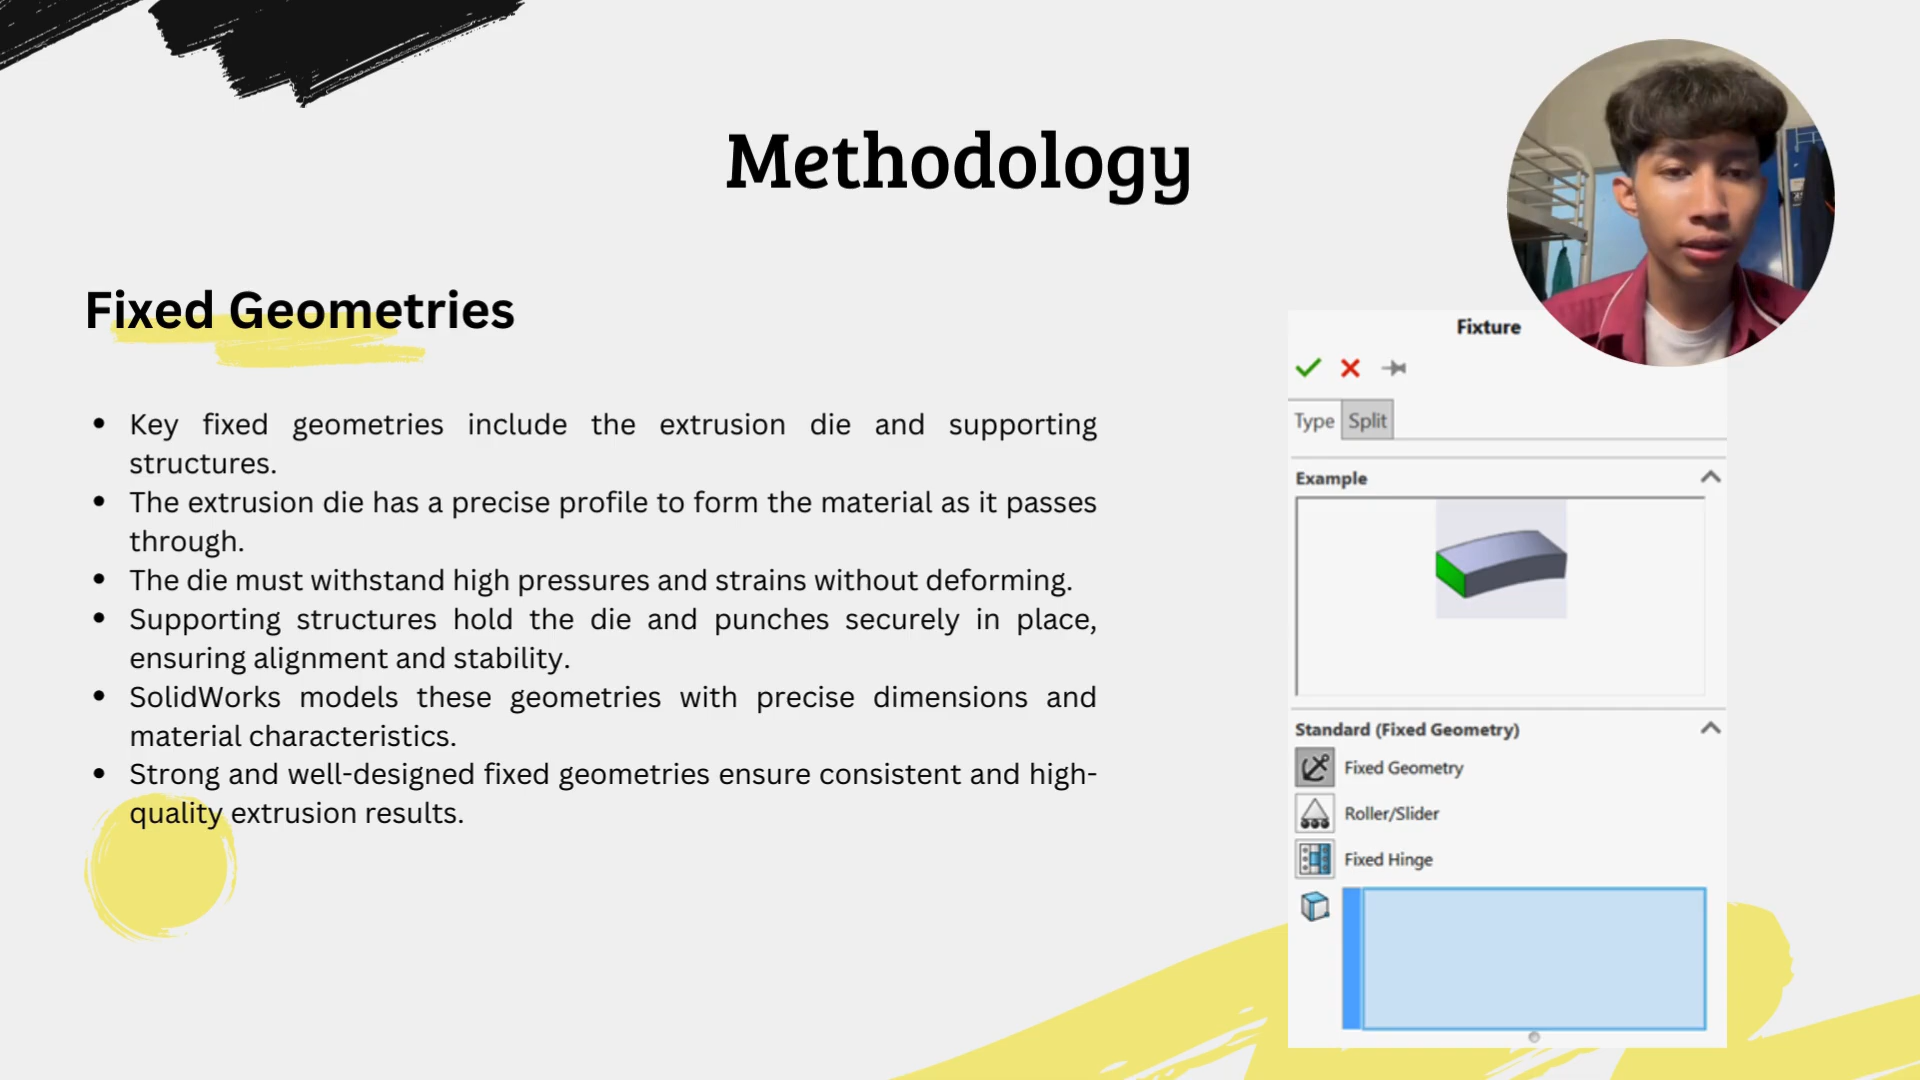 Methodology
Fixed Geometries
• Key fixed geometries include the extrusion die and supporting
structures.
• The extrusion die has a precise profile to form the material as it passes
through.
• The die must withstand high pressures and strains without deforming.
• Supporting structures hold the die and punches securely in place,
ensuring alignment and stability.
• SolidWorks models these geometries with precise dimensions and
material characteristics.
• Strong and well-designed fixed geometries ensure consistent and high-
quality extrusion results.
Fixture
Type Split
Example
Standard (Fixed Geometry)
Fixed Geometry
Roller/Slider
Fixed Hinge